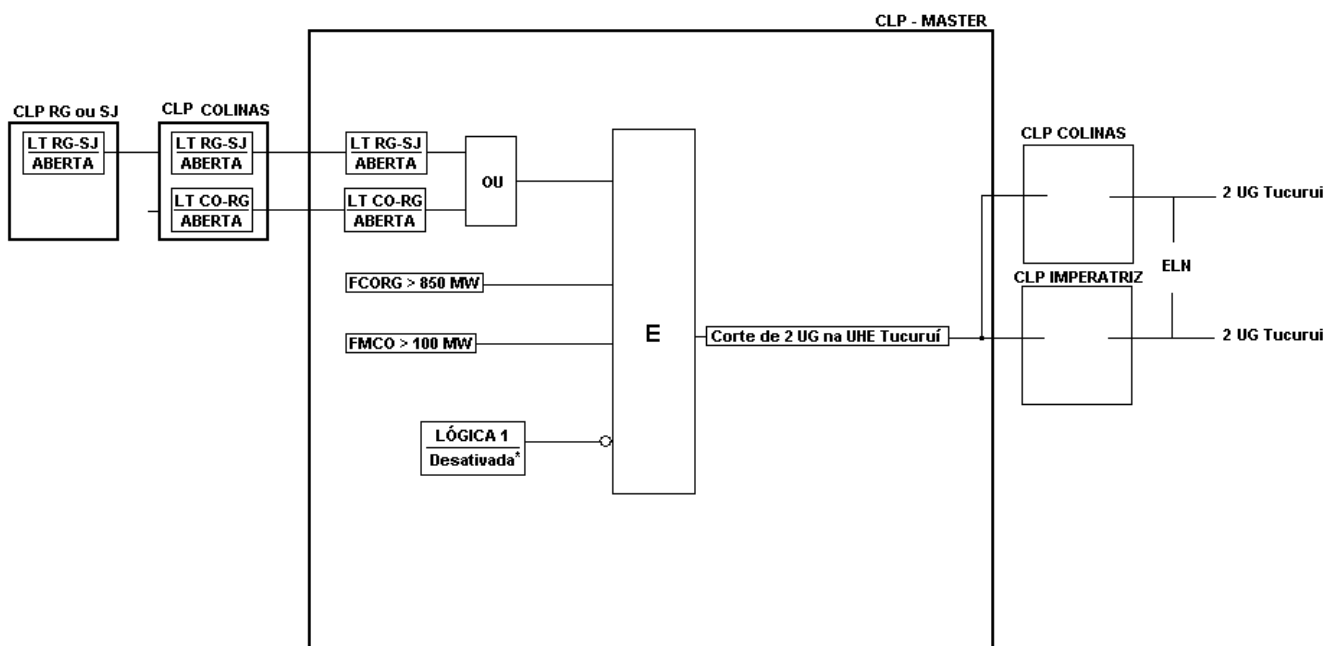 CLP - MASTER
CLP RG ou SJ
CLP COLINAS
LT RG-SJ
ABERTA
LT RG-SJ
ABERTA
LT CO-RG
ABERTA
LT RG-SJ
ABERTA
LT CO-RG
ABERTA
OU
FCORG > 850 MW
FMCO > 100 MW
LÓGICA 1
Desativada*
E
Corte de 2 UG na UHE Tucuruí
CLP COLINAS
2 UG Tucurui
ELN
CLP IMPERATRIZ
2 UG Tucurui